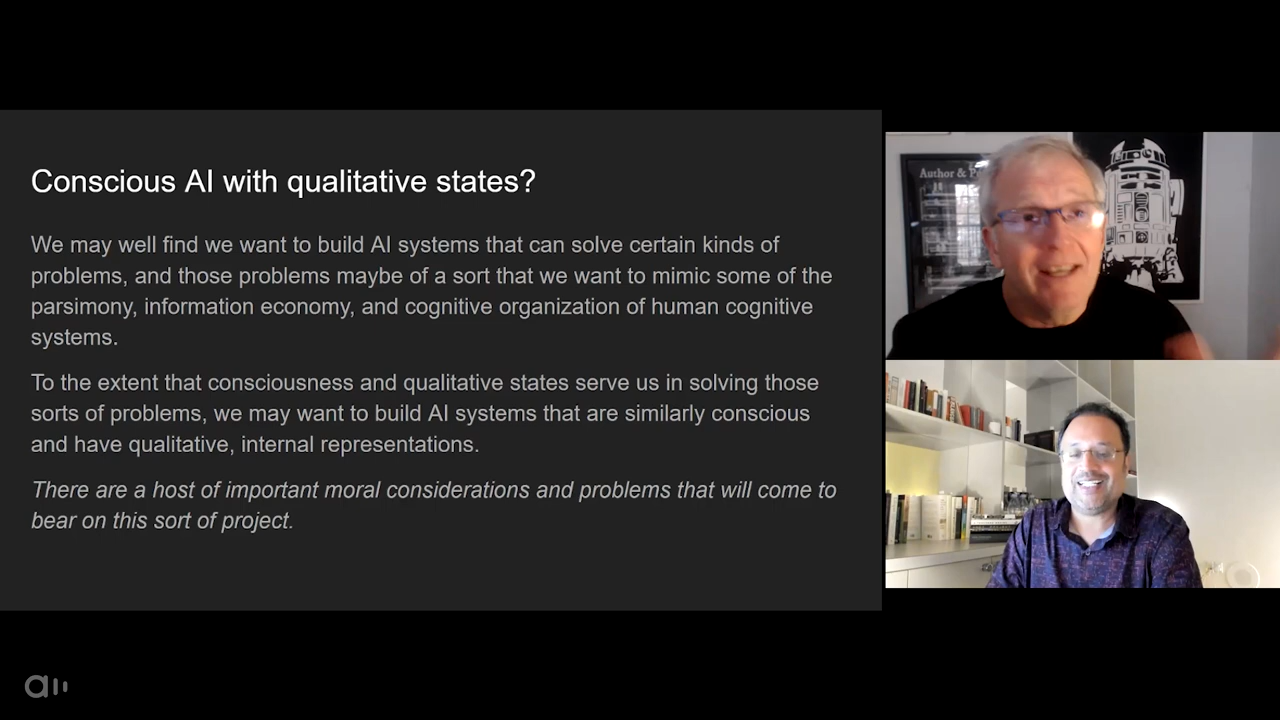 Conscious AI with qualitative states?
We may well find we want to build AI systems that can solve certain kinds of
problems, and those problems maybe of a sort that we want to mimic some of the
parsimony, information economy, and cognitive organization of human cognitive
systems.
To the extent that consciousness and qualitative states serve us in solving those
sorts of problems, we may want to build AI systems that are similarly conscious
and have qualitative, internal representations.
There are a host of important moral considerations and problems that will come to
bear on this sort of project.
Author &